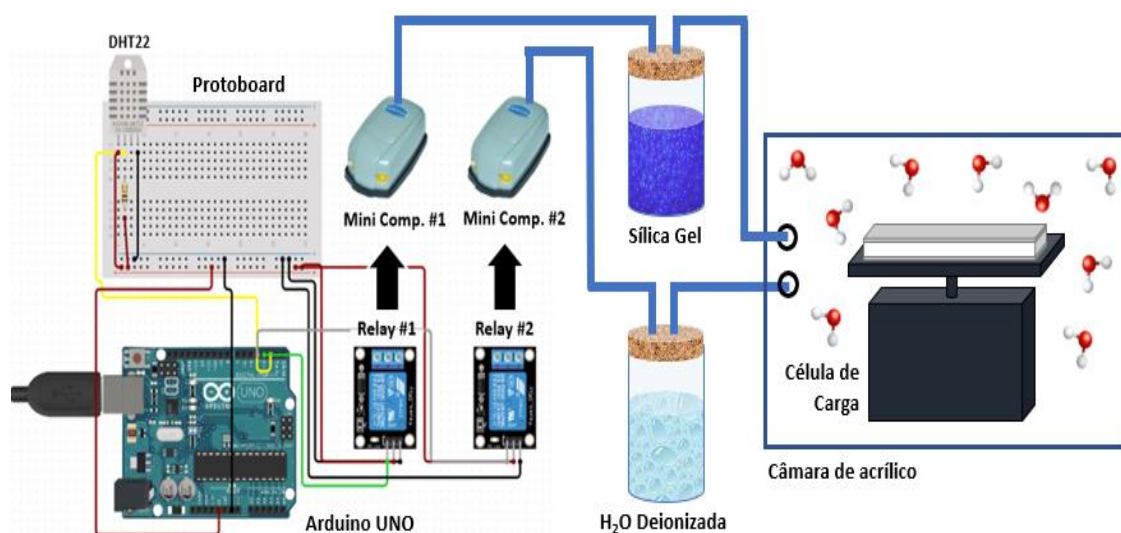 DHT22
Protoboard
Mini Comp. #1
Mini Comp. #2
Sílica Gel
Relay #1
Relay #2
UNO
Arduino UNO
H₂O Deionizada
Célula de
Carga
Câmara de acrílico